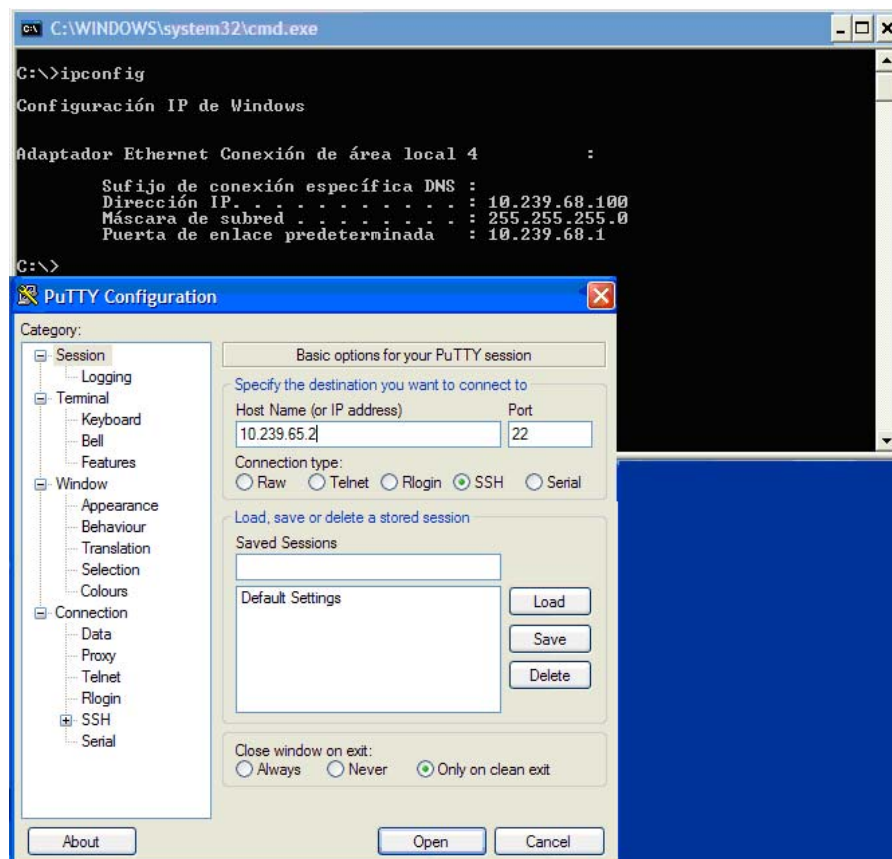 C:\WINDOWS\system32\cmd.exe
C:\>ipconfig
Configuración IP de Windows
Adaptador Ethernet Conexión de área local 4 :
Sufijo de conexión específica DNS :
Dirección IP. . . . . . . . . . . : 10.239.68.100
Máscara de subred . . . . . . . . : 255.255.255.0
Puerta de enlace predeterminada : 10.239.68.1
C:\>
PuTTY Configuration
Category:
Session
Logging
Terminal
Keyboard
Bell
Features
Window
Appearance
Behaviour
Translation
Selection
Colours
Connection
Data
Proxy
Telnet
Rlogin
SSH
Serial
Basic options for your PuTTY session
Specify the destination you want to connect to
Host Name (or IP address) Port
10.239.65.2 22
Connection type:
Raw Telnet Rlogin SSH Serial
Load, save or delete a stored session
Saved Sessions
Default Settings
Load
Save
Delete
Close window on exit:
Always Never Only on clean exit
About Open Cancel